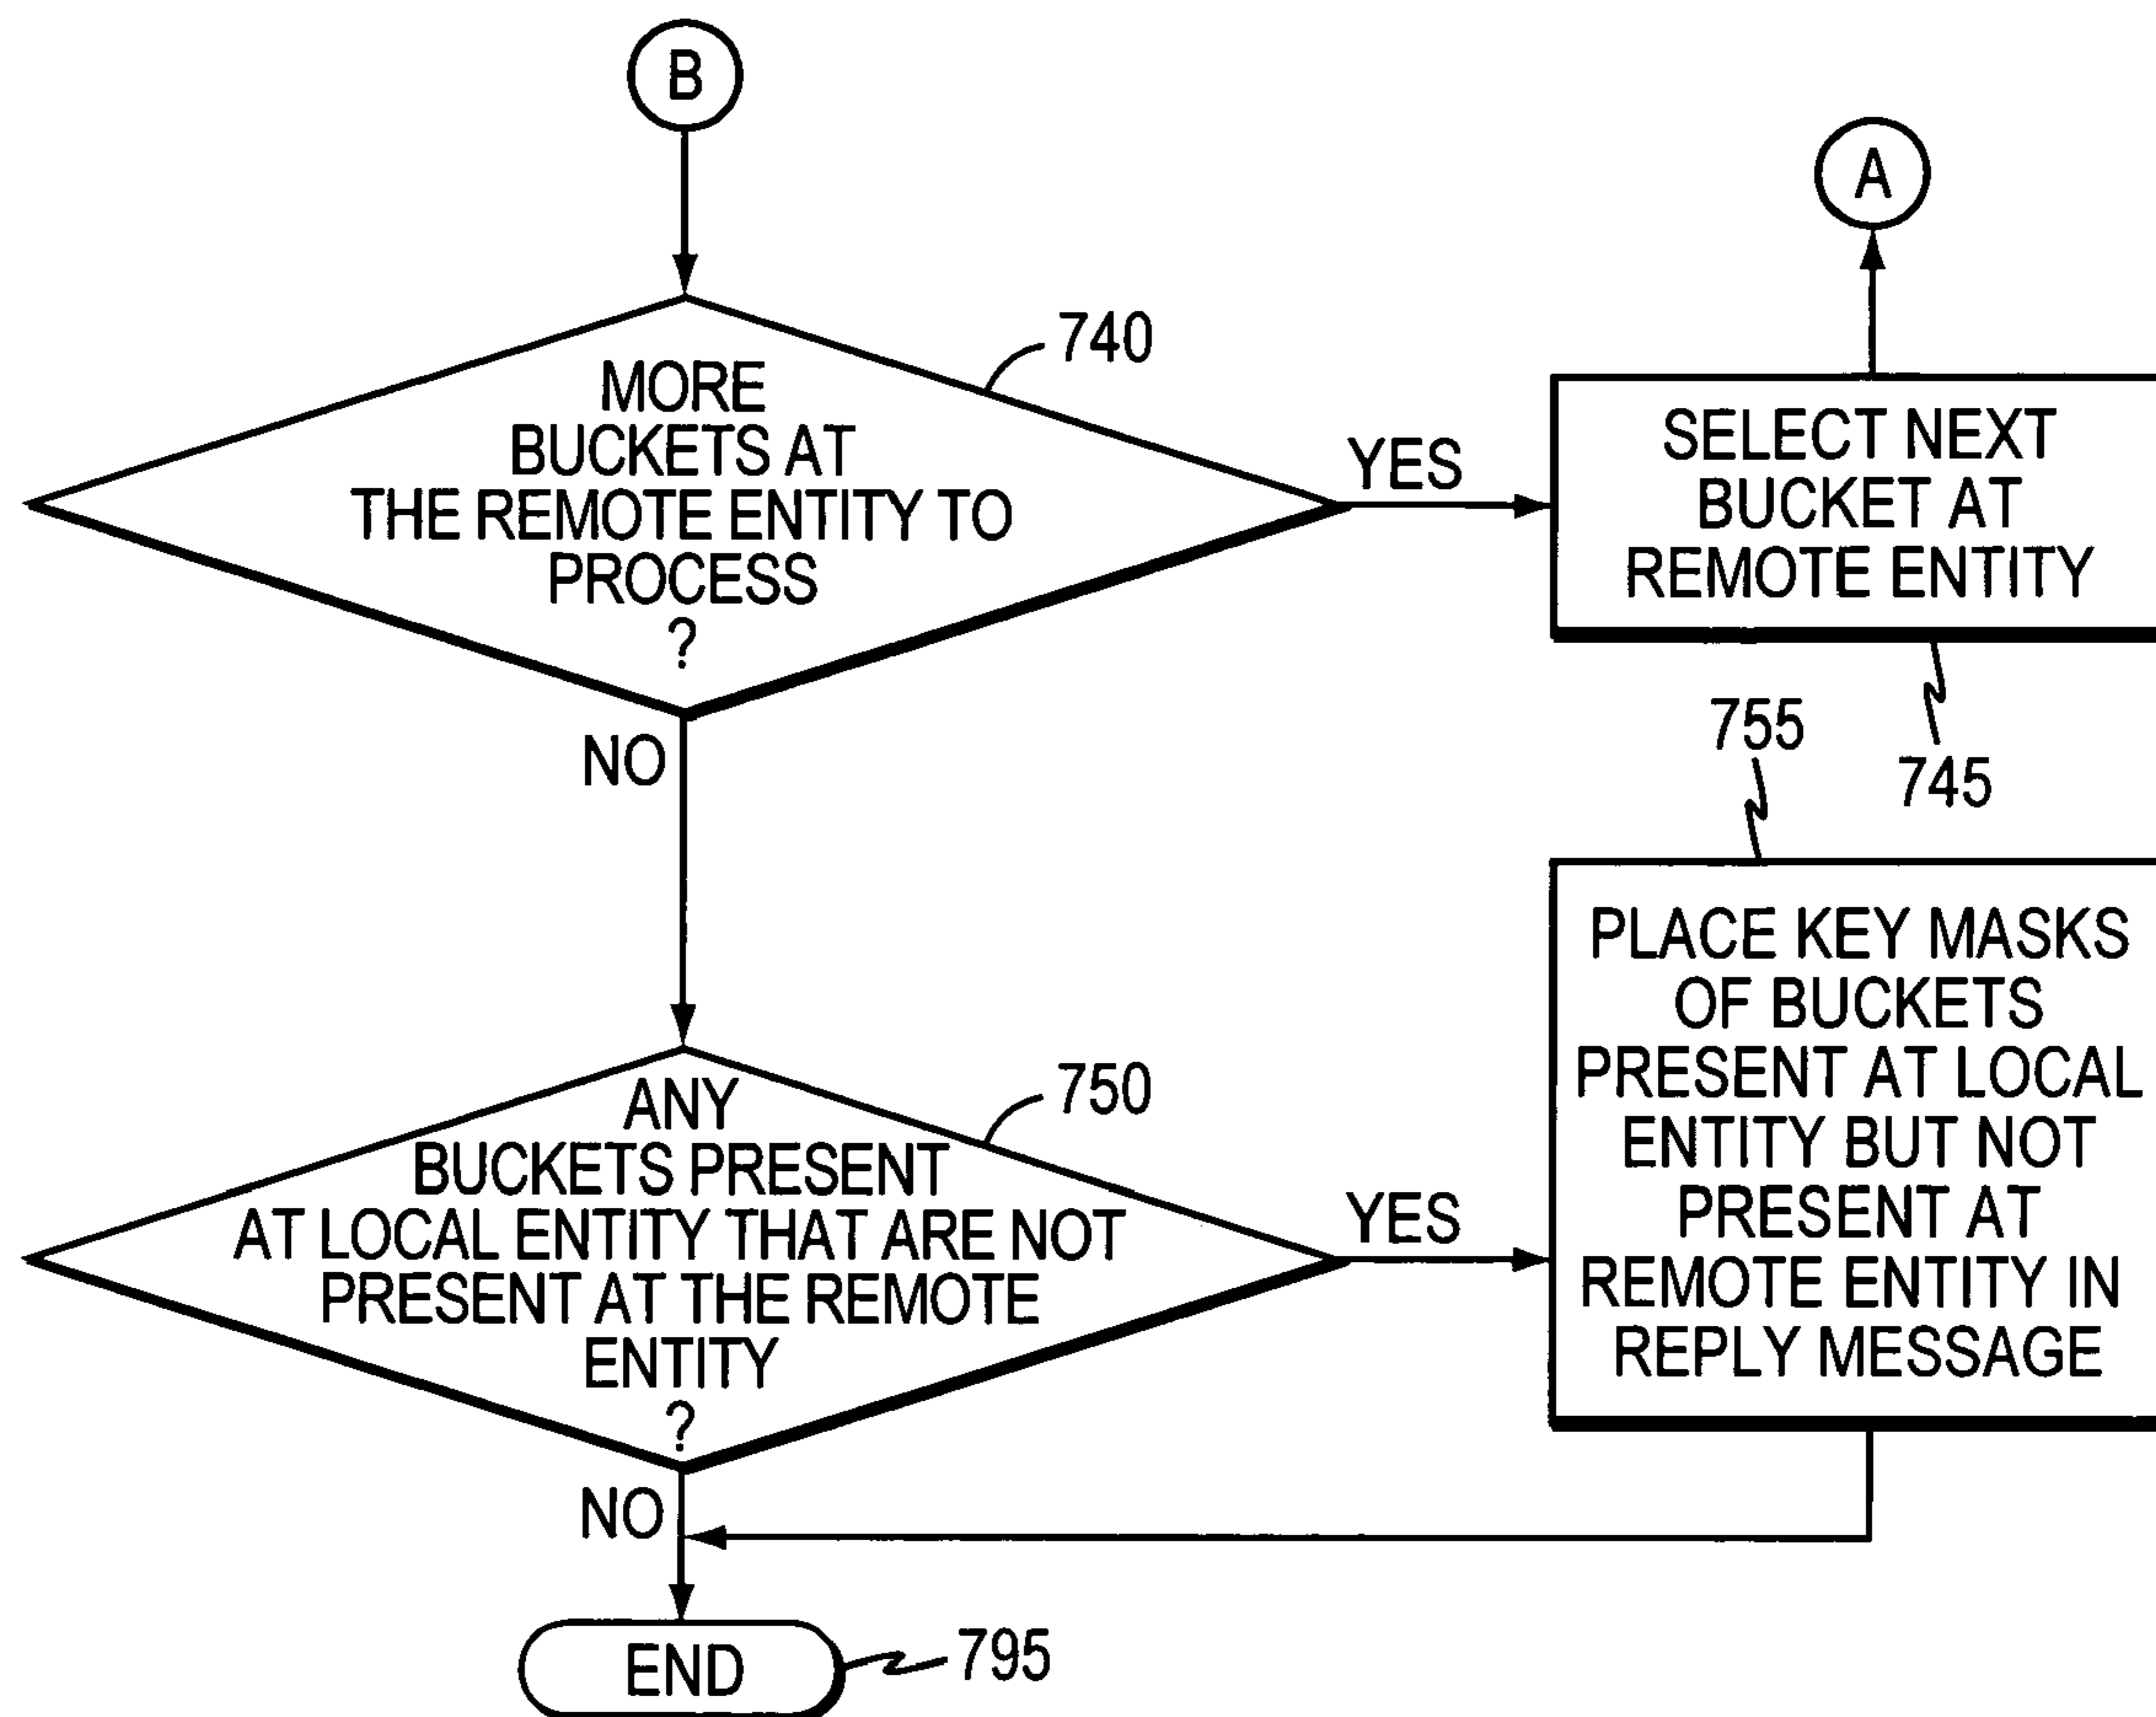 B
A
740
MORE
BUCKETS AT
THE REMOTE ENTITY TO
PROCESS
?
YES
SELECT NEXT
BUCKET AT
REMOTE ENTITY
745
NO
755
750
ANY
BUCKETS PRESENT
AT LOCAL ENTITY THAT ARE NOT
PRESENT AT THE REMOTE
ENTITY
?
YES
PLACE KEY MASKS
OF BUCKETS
PRESENT AT LOCAL
ENTITY BUT NOT
PRESENT AT
REMOTE ENTITY IN
REPLY MESSAGE
NO
END
795